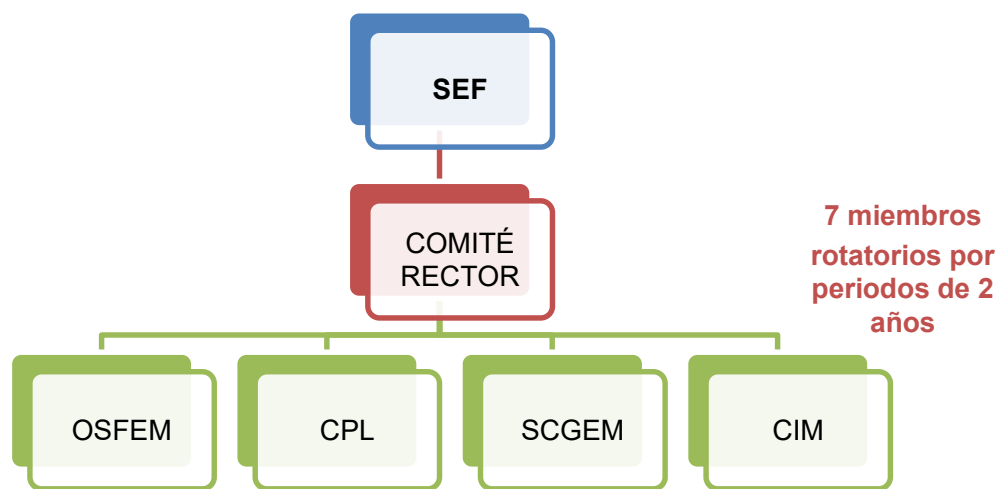 SEF
COMITÉ
RECTOR
7 miembros
rotatorios por
periodos de 2
años
OSFEM
CPL
SCGEM
CIM